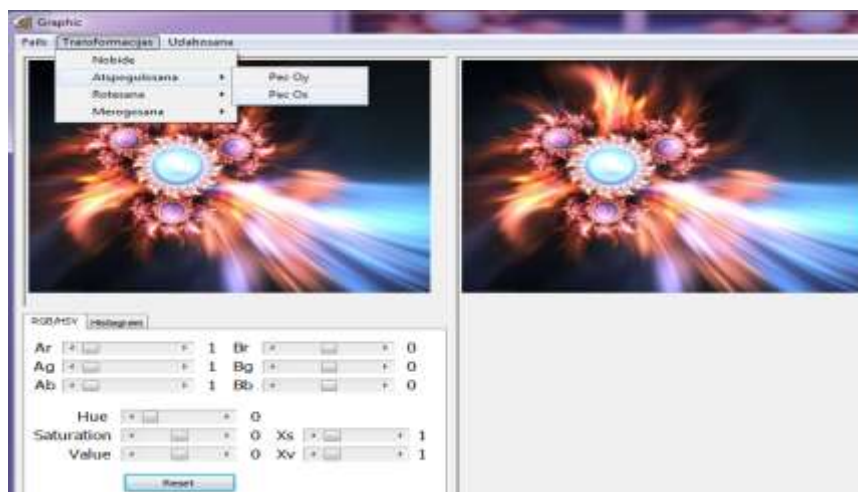 Graphic
Fails Transformacijas Uzlabosana
Nobide
Atspogulosana
Pec Oy
Rotesana
Pec Ox
Merogosana
RGB/HSV Histogram
Ar 1 Br 0
Ag 1 Bg 0
Ab 1 Bb 0
Hue 0
Saturation 0 Xs 1
Value 0 Xv 1
Reset